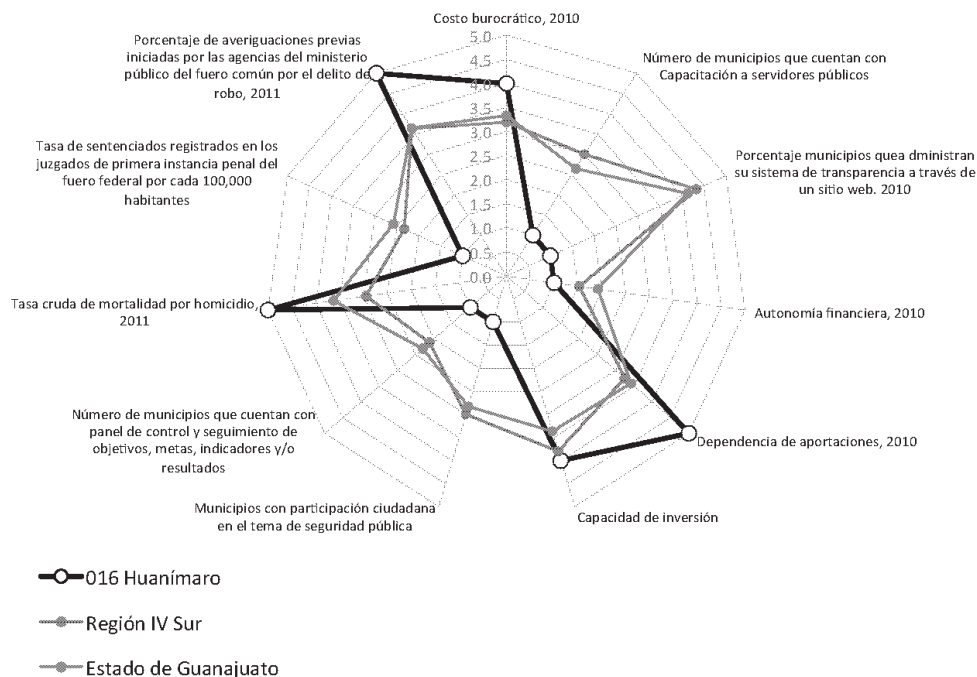 Costo burocrático, 2010
5.0
4.5
4.0
3.5
3.0
2.5
2.0
1.5
1.0
0.5
0.0
Número de municipios que cuentan con
Capacitación a servidores públicos
Porcentaje municipios quea dministran
su sistema de transparencia a través de
un sitio web. 2010
Autonomía financiera, 2010
Dependencia de aportaciones, 2010
Capacidad de inversión
Municipios con participación ciudadana
en el tema de seguridad pública
Número de municipios que cuentan con
panel de control y seguimiento de
objetivos, metas, indicadores y/o
resultados
Tasa cruda de mortalidad por homicidio,
2011
Tasa de sentenciados registrados en los
juzgados de primera instancia penal del
fuero federal por cada 100,000
habitantes
Porcentaje de averiguaciones previas
iniciadas por las agencias del ministerio
público del fuero común por el delito de
robo, 2011
016 Huanímaro
Región IV Sur
Estado de Guanajuato